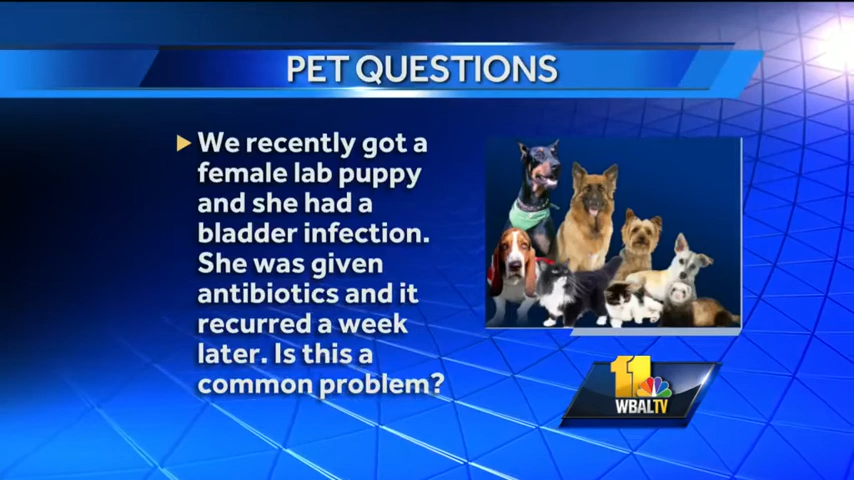 PET QUESTIONS
We recently got a
female lab puppy
and she had a
bladder infection.
She was given
antibiotics and it
recurred a week
later. Is this a
common problem?
11
WBALTV